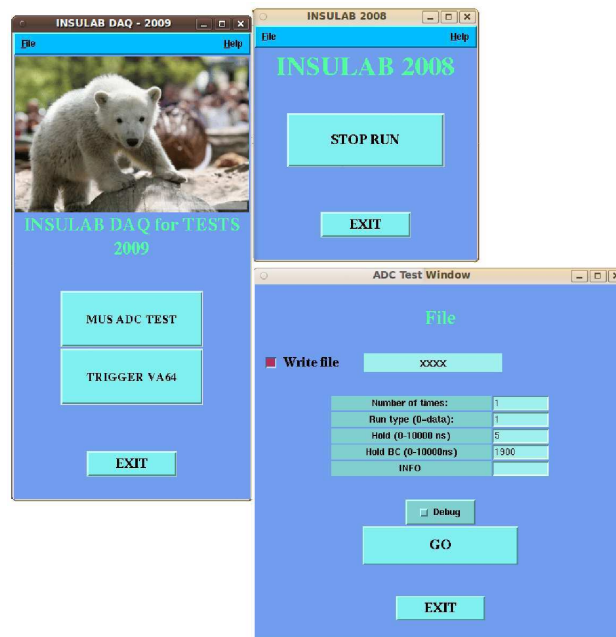 INSULAB DAQ - 2009
File Help
INSULAB DAQ for TESTS
2009
MUS ADC TEST
TRIGGER VA64
EXIT
INSULAB 2008
File Help
INSULAB 2008
STOP RUN
EXIT
ADC Test Window
File
Write file xxxx
Number of times: 1
Run type (0-data): 1
Hold (0-10000 ns) 5
Hold BC (0-10000ns) 1900
INFO
Debug
GO
EXIT